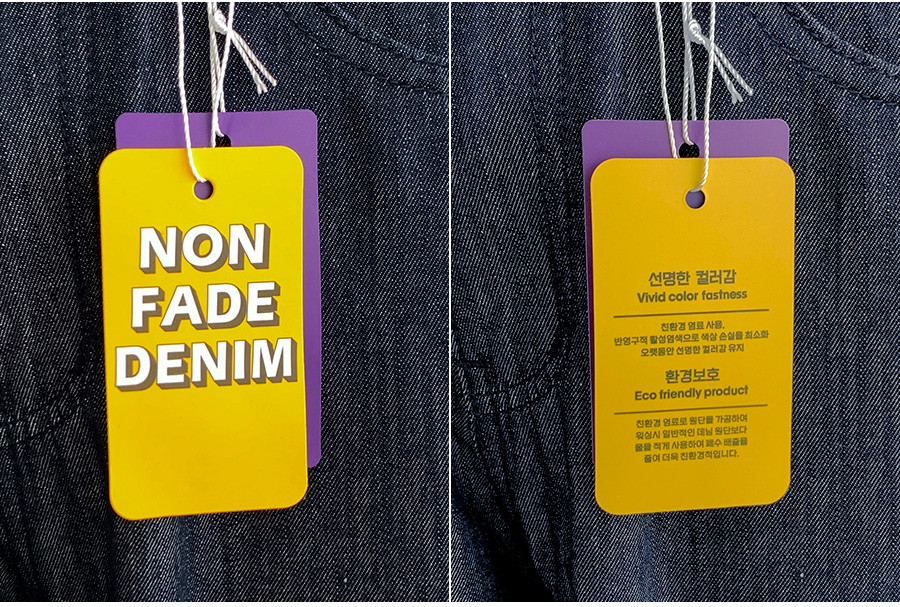 NON
FADE
DENIM
선명한 컬러감
Vivid color fastness
친환경 염료 사용,
반영구적 활성염색으로 색상 손실을 최소화
오랫동안 선명한 컬러감 유지
환경보호
Eco friendly product
친환경 염료로 원단을 가공하여
워싱시 일반적인 데님 원단보다
물을 적게 사용하여 폐수 배출을
줄여 더욱 친환경적입니다.